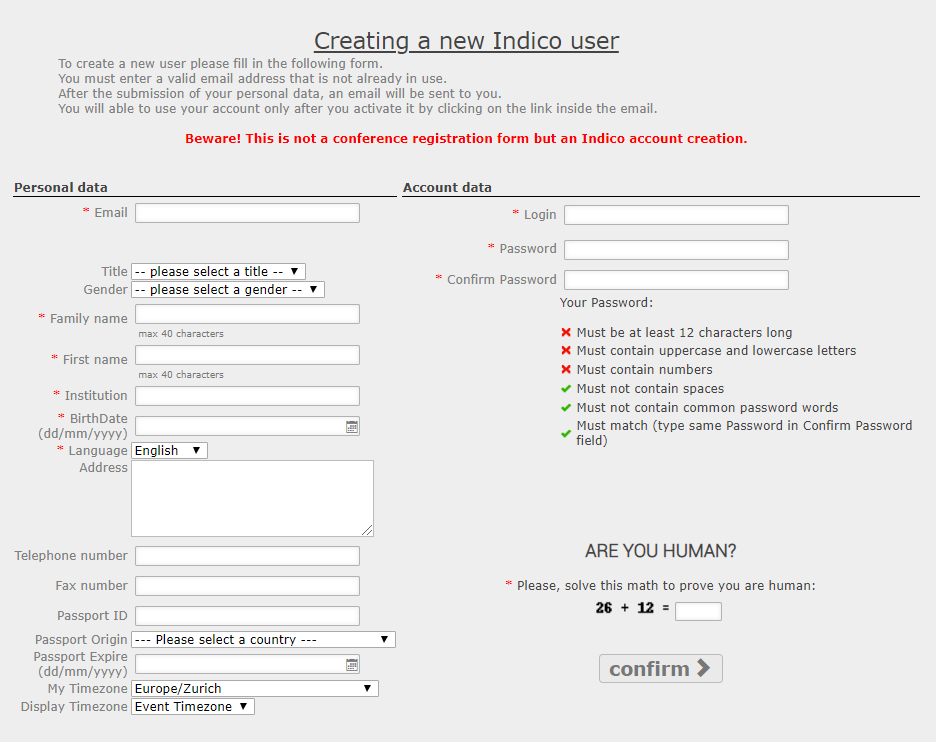 Creating a new Indico user
To create a new user please fill in the following form.
You must enter a valid email address that is not already in use.
After the submission of your personal data, an email will be sent to you.
You will able to use your account only after you activate it by clicking on the link inside the email.
Beware! This is not a conference registration form but an Indico account creation.
Personal data
* Email
Title -- please select a title --
Gender -- please select a gender --
* Family name
max 40 characters
* First name
max 40 characters
* Institution
* BirthDate
(dd/mm/yyyy)
* Language English
Address
Telephone number
Fax number
Passport ID
Passport Origin --- Please select a country ---
Passport Expire
(dd/mm/yyyy)
My Timezone Europe/Zurich
Display Timezone Event Timezone
Account data
* Login
* Password
* Confirm Password
Your Password:
Must be at least 12 characters long
Must contain uppercase and lowercase letters
Must contain numbers
Must not contain spaces
Must not contain common password words
Must match (type same Password in Confirm Password
field)
ARE YOU HUMAN?
* Please, solve this math to prove you are human:
26 + 12 =
confirm